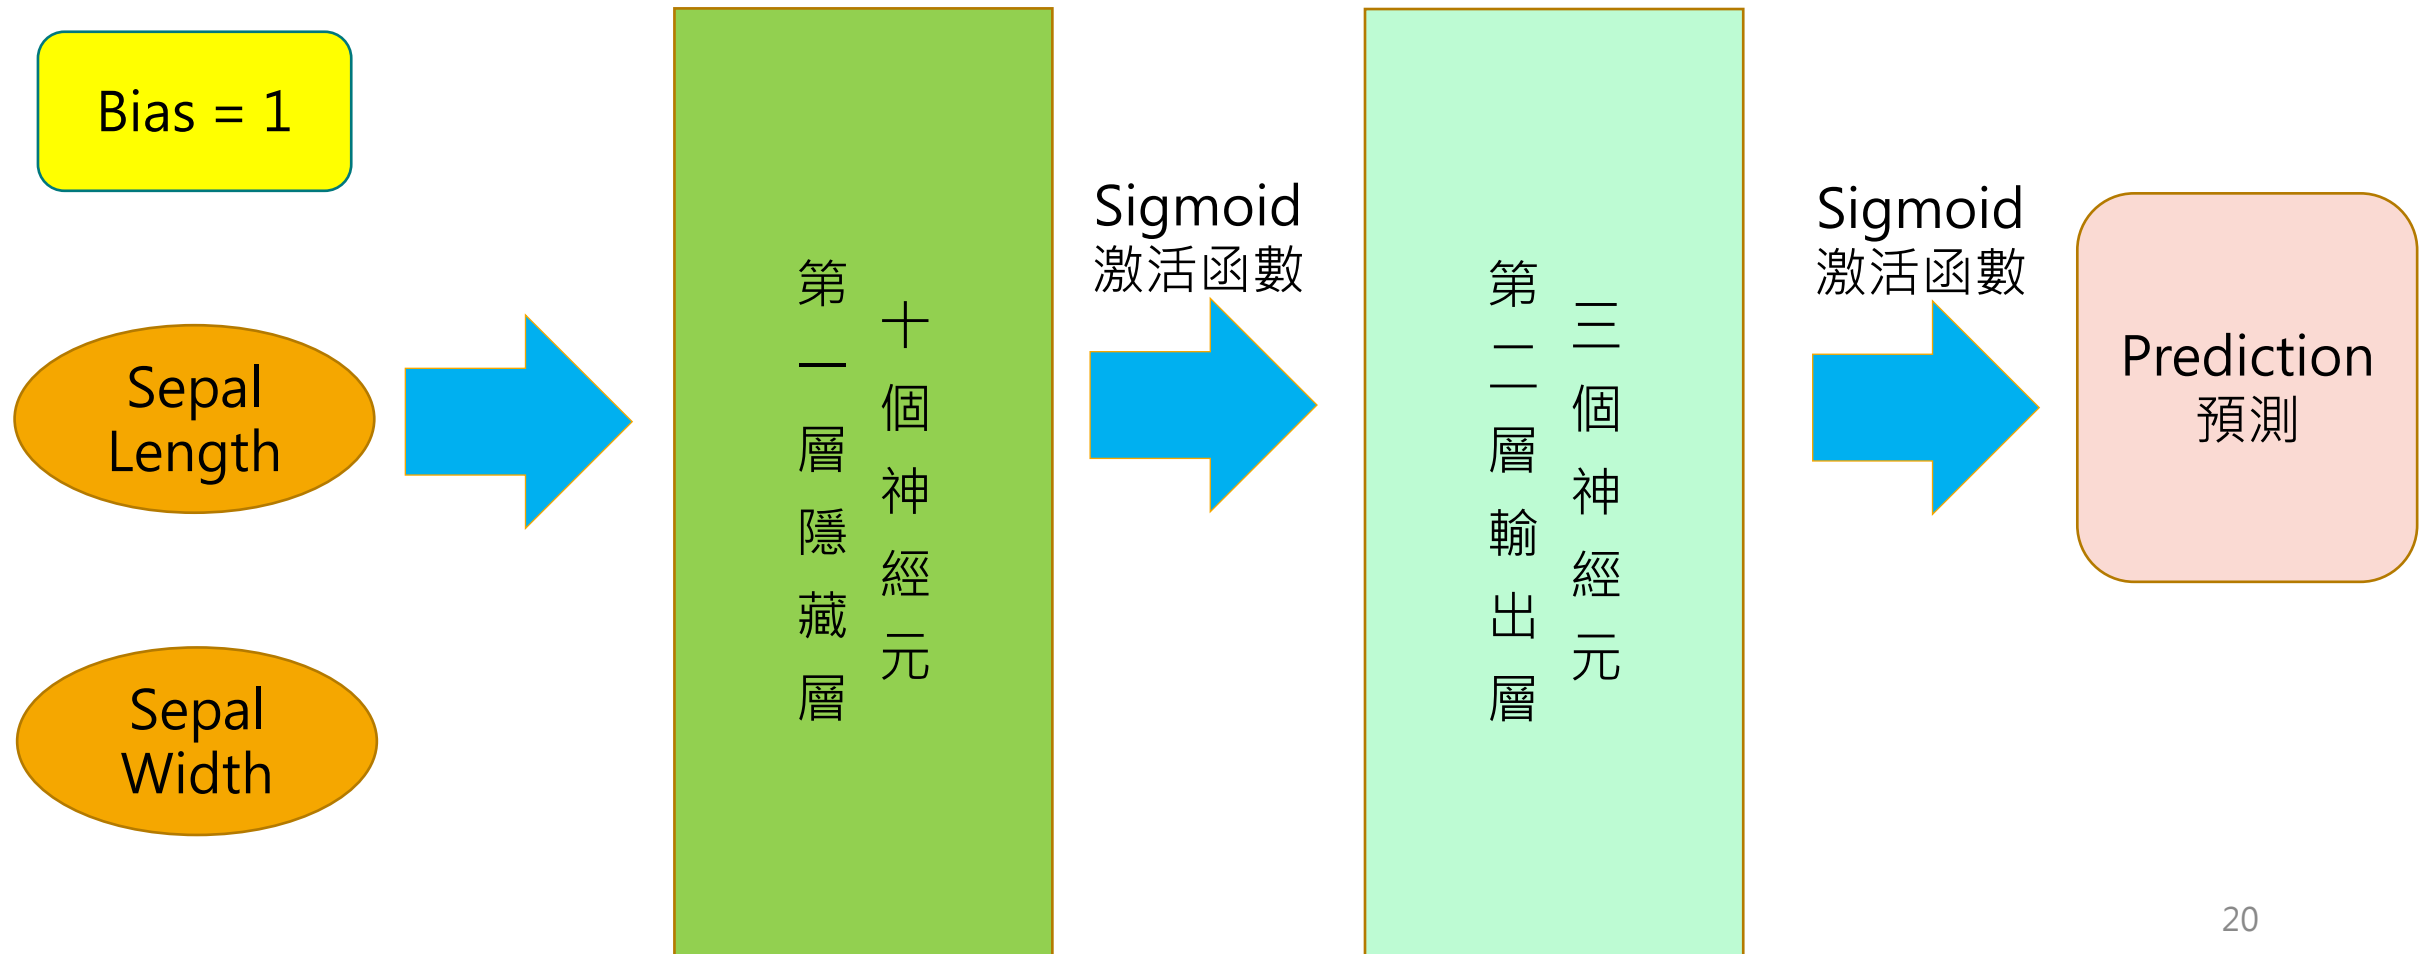 Bias = 1
Sepal
Length
Sepal
Width
第一層隱藏層
十個神經元
Sigmoid
激活函數
第二層輸出層
三個神經元
Sigmoid
激活函數
Prediction
預測
20